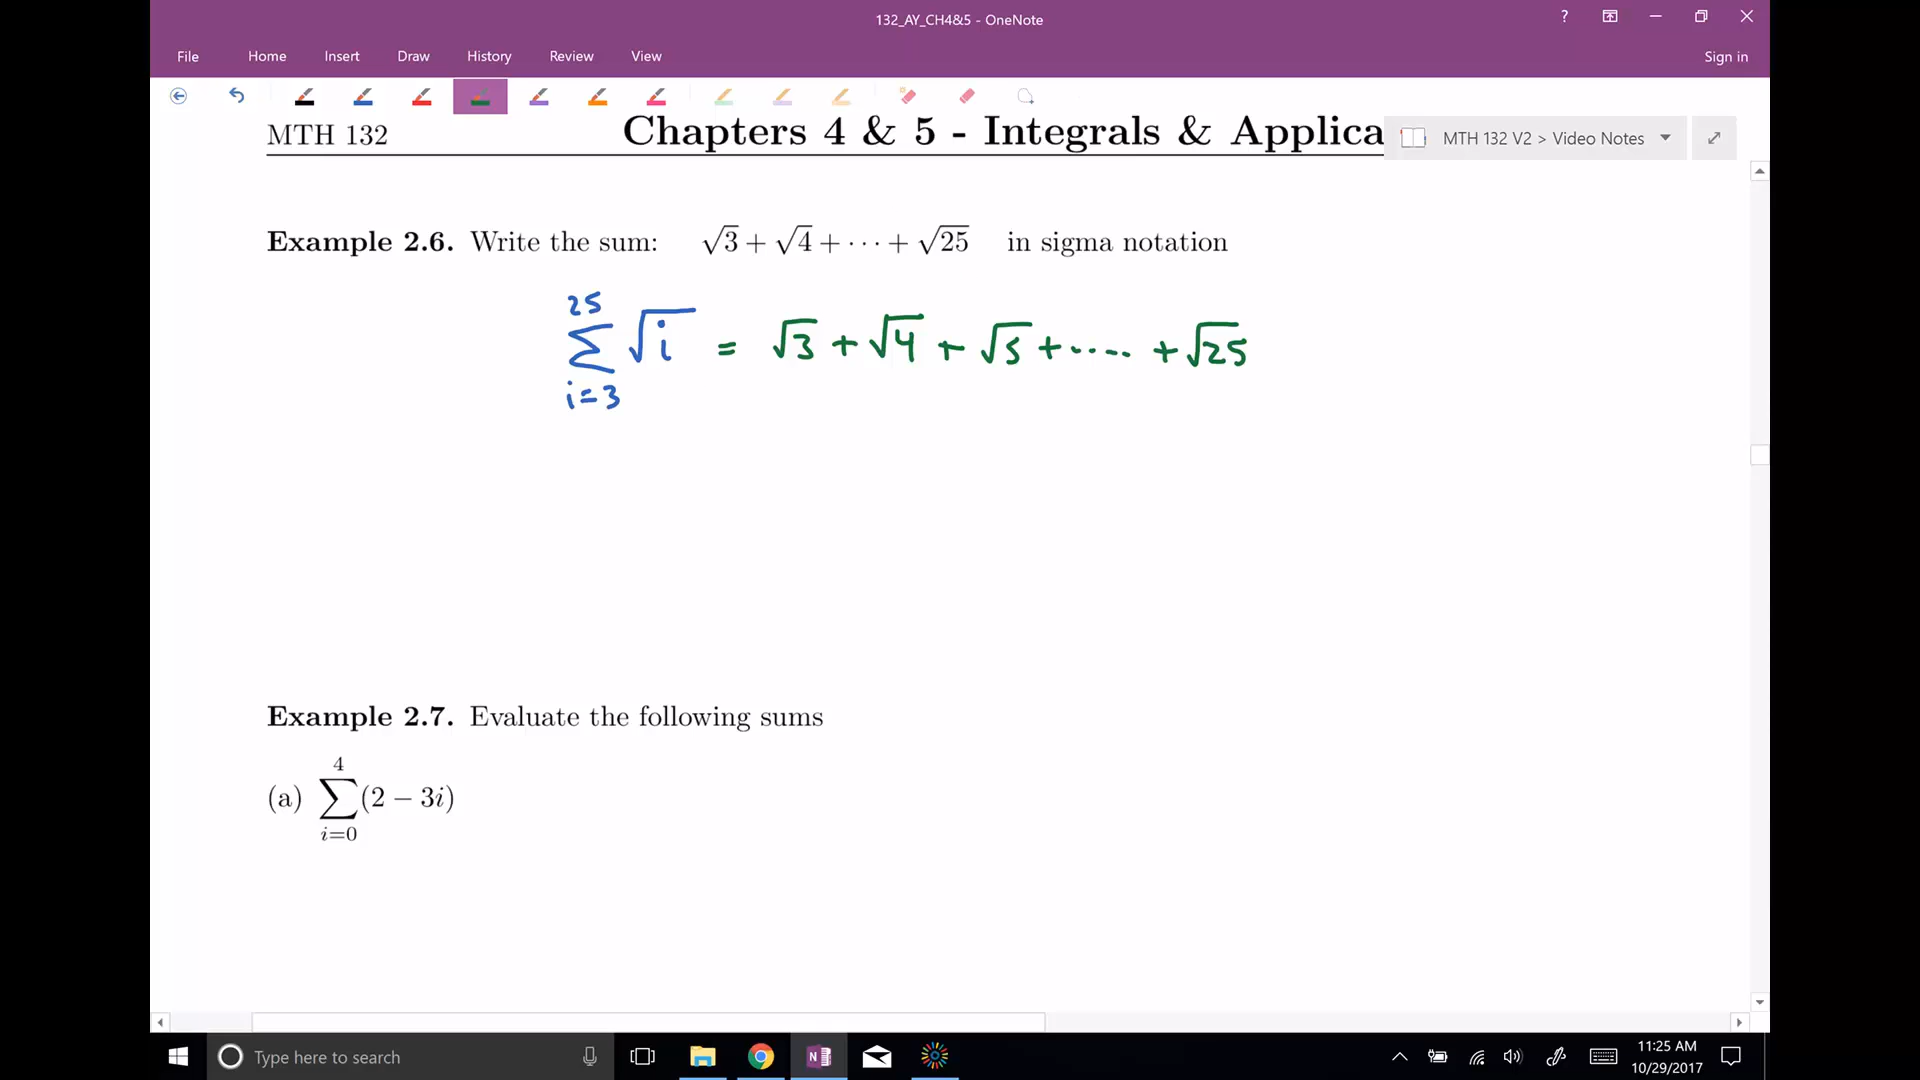 132_AY_CH4&5 - OneNote
?
File Home Insert Draw History Review View Sign in
MTH 132 Chapters 4 & 5 - Integrals & Applica
MTH 132 V2 > Video Notes
Example 2.6. Write the sum: √3 + √4 + ··· + √25 in sigma notation
25
∑ √i = √3 + √4 + √5 + ····· + √25
i=3
Example 2.7. Evaluate the following sums
4
(a) ∑(2 − 3i)
i=0
Type here to search
11:25 AM
10/29/2017